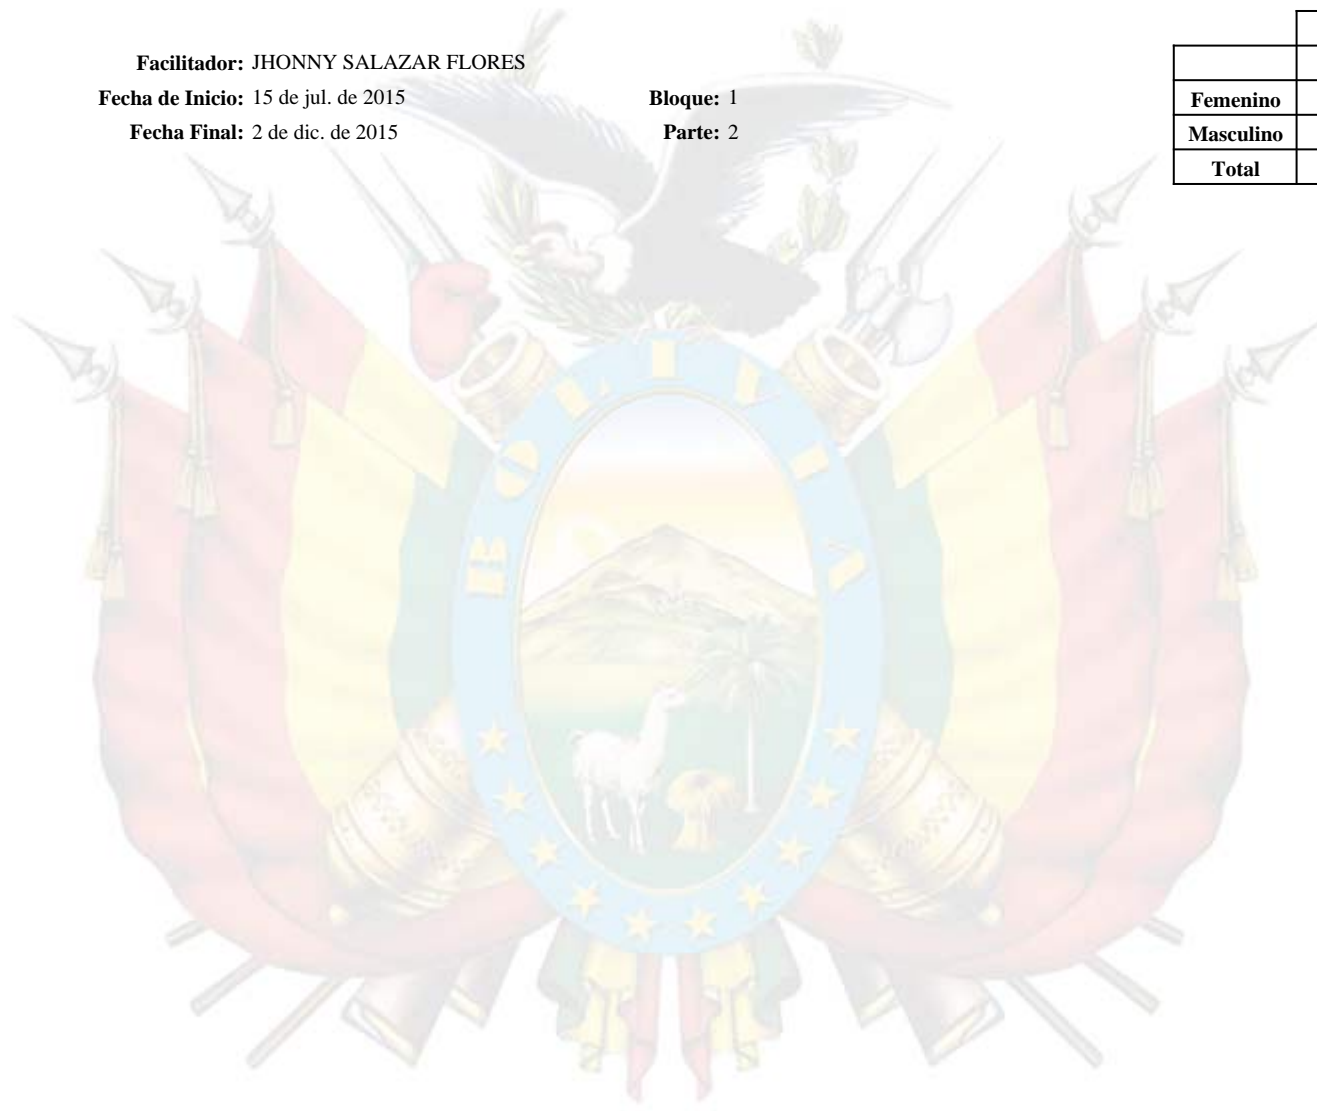 Facilitador: JHONNY SALAZAR FLORES
Fecha de Inicio: 15 de jul. de 2015 Bloque: 1
Fecha Final: 2 de dic. de 2015 Parte: 2
Femenino
Masculino
Total
BOLIVIA